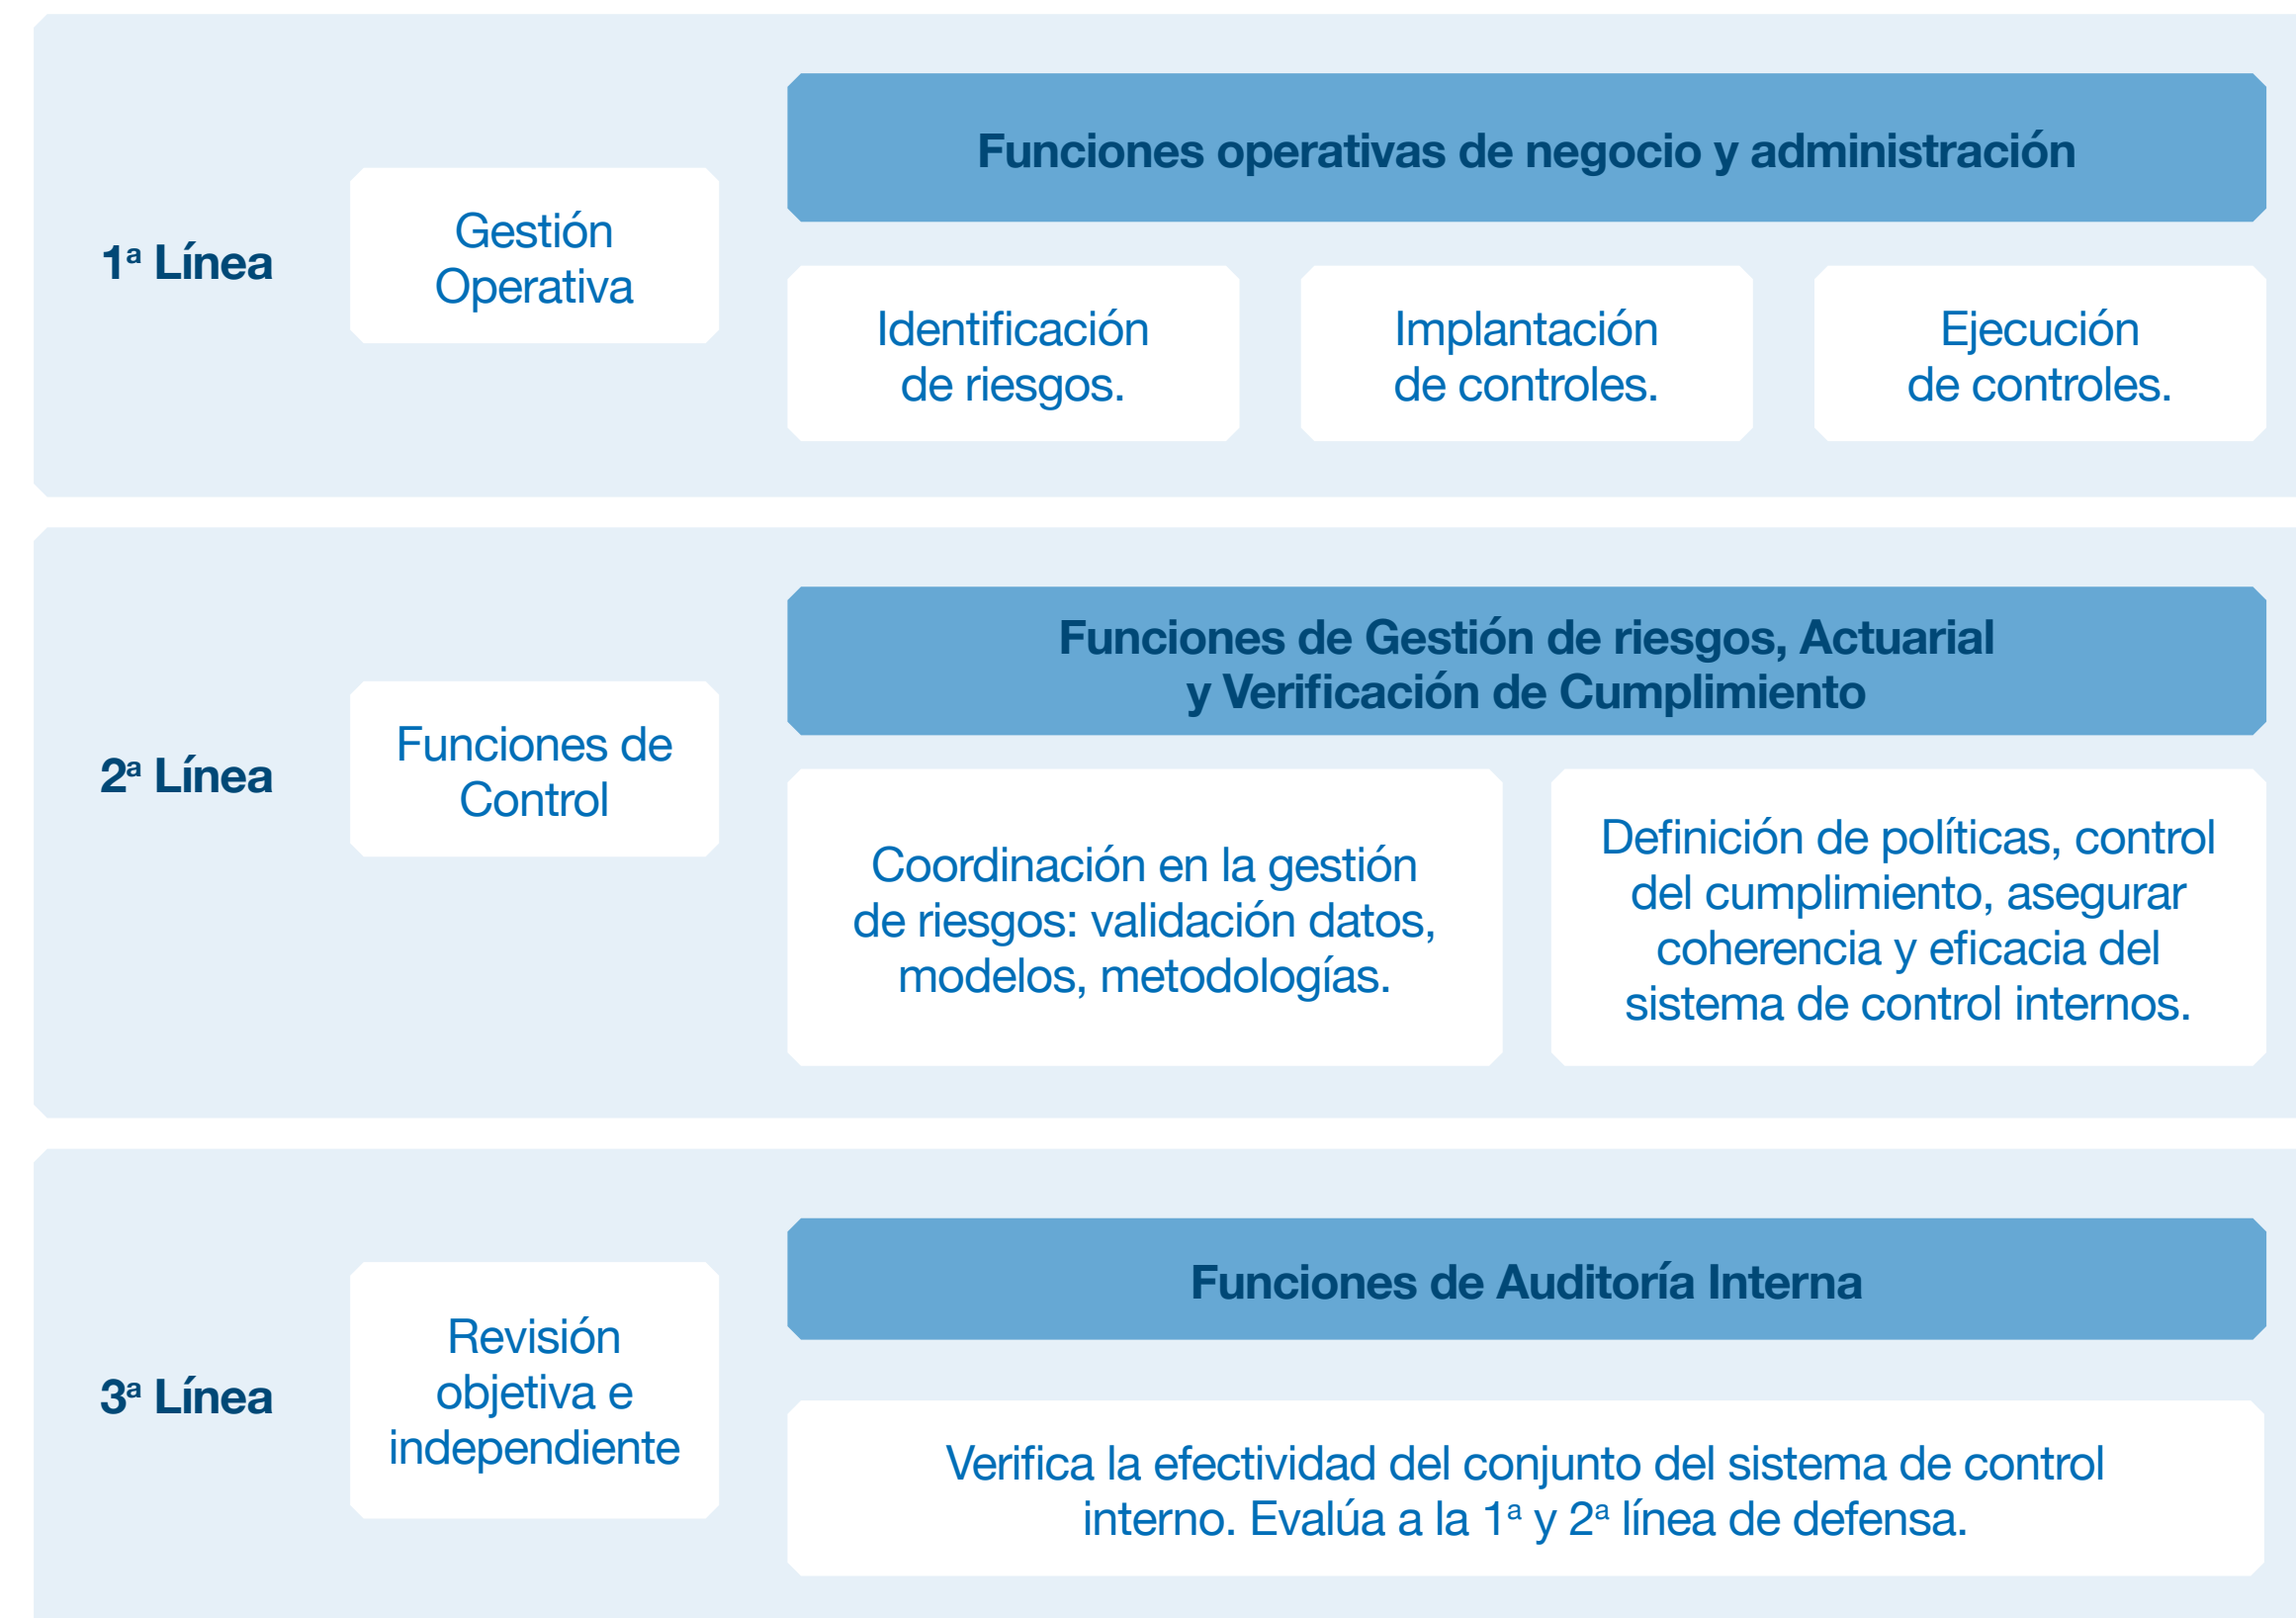 1ª Línea
Gestión
Operativa
Funciones operativas de negocio y administración
Identificación
de riesgos.
Implantación
de controles.
Ejecución
de controles.
2ª Línea
Funciones de
Control
Funciones de Gestión de riesgos, Actuarial
y Verificación de Cumplimiento
Coordinación en la gestión
de riesgos: validación datos,
modelos, metodologías.
Definición de políticas, control
del cumplimiento, asegurar
coherencia y eficacia del
sistema de control internos.
3ª Línea
Revisión
objetiva e
independiente
Funciones de Auditoría Interna
Verifica la efectividad del conjunto del sistema de control
interno. Evalúa a la 1ª y 2ª línea de defensa.